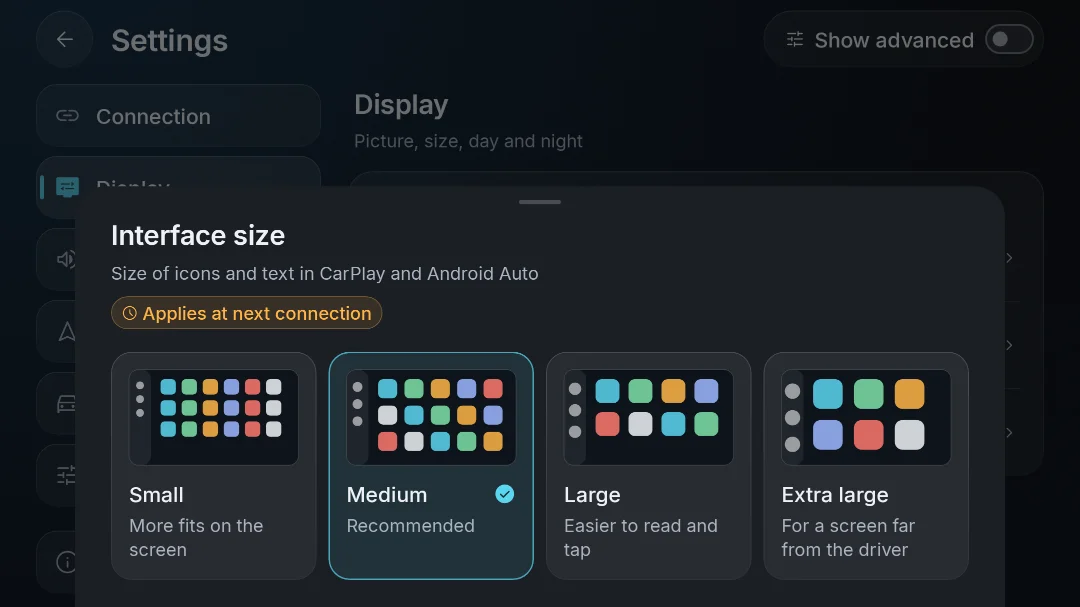 Settings
Show advanced
Connection
Display
Picture, size, day and night
Display
Interface size
Size of icons and text in CarPlay and Android Auto
Applies at next connection
Small
More fits on the
screen
Medium
Recommended
Large
Easier to read and
tap
Extra large
For a screen far
from the driver